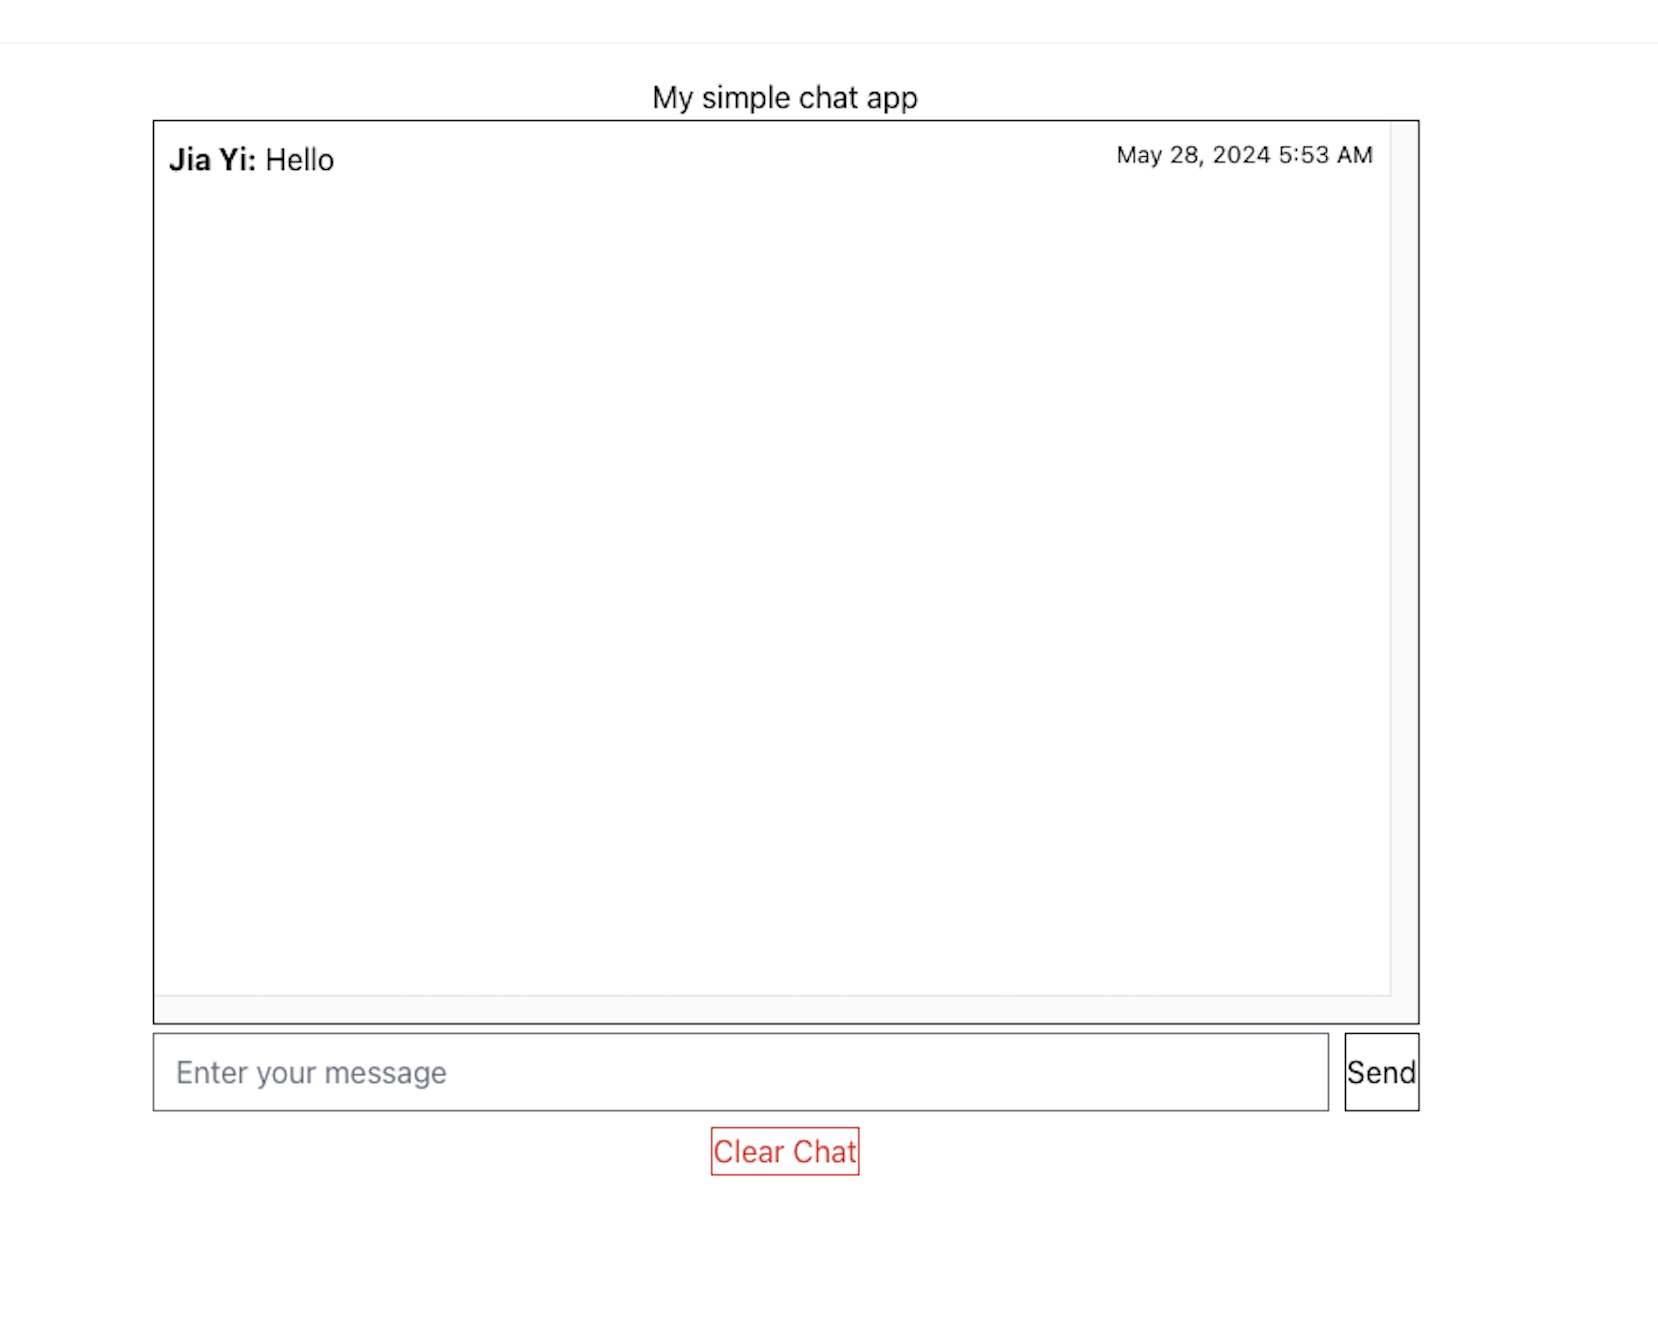 My simple chat app
Jia Yi: Hello May 28, 2024 5:53 AM
Enter your message Send
Clear Chat